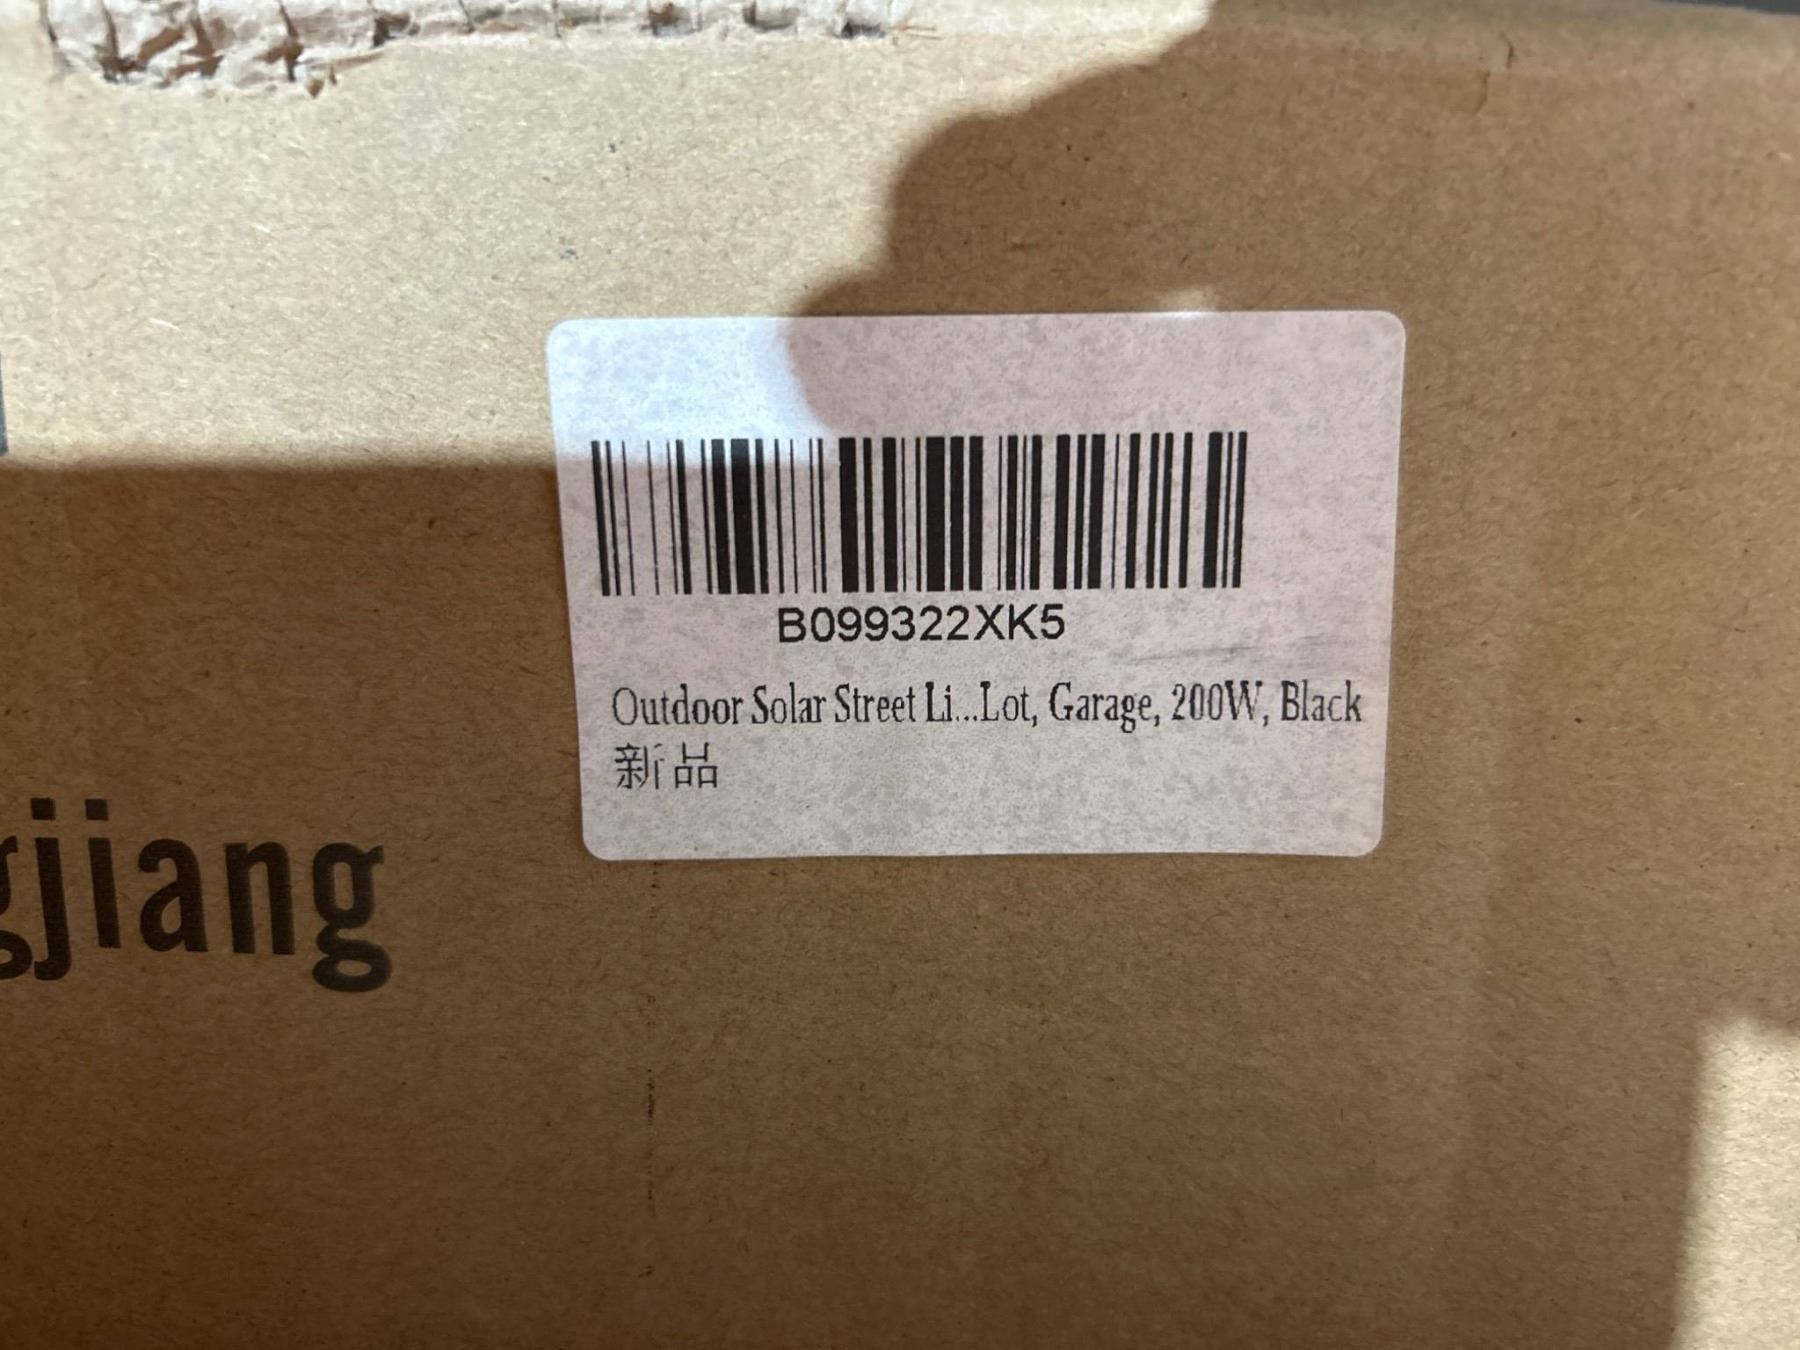 B099322XK5
Outdoor Solar Street Li...Lot, Garage, 200W, Black
新品
gjiang